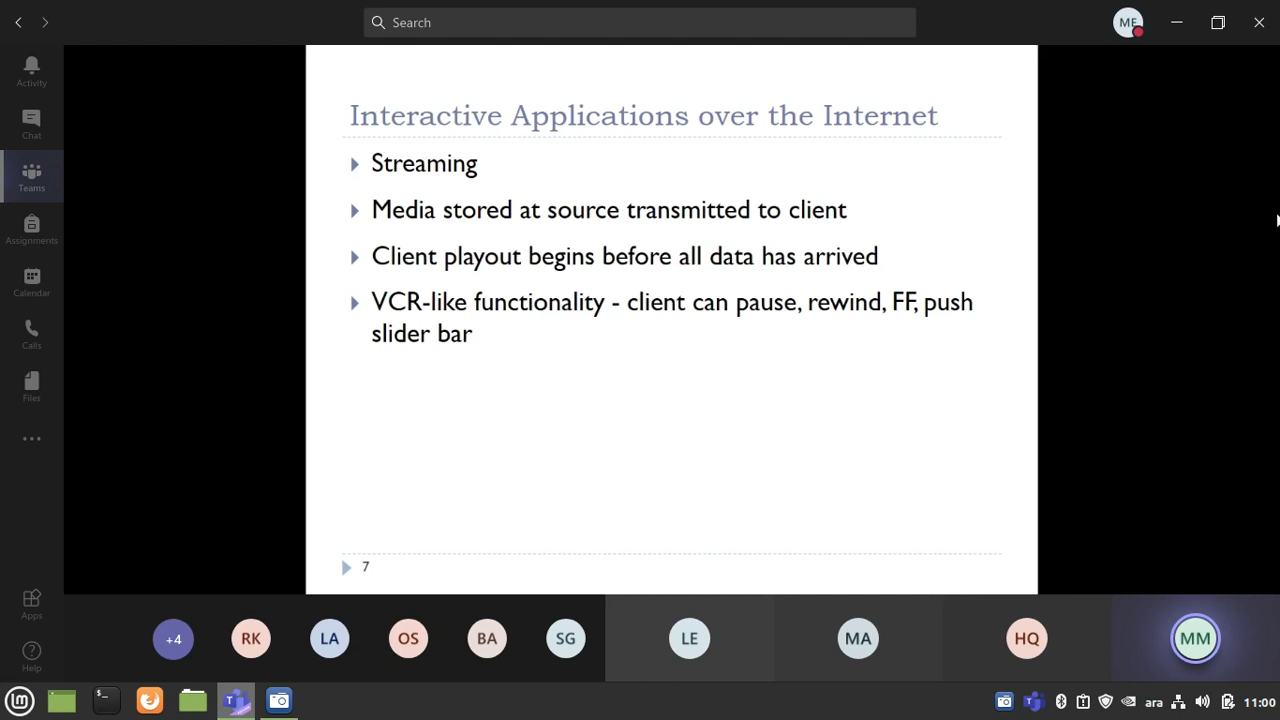 Search
ME
Activity
Chat
Teams
Assignments
Calendar
Calls
Files
Apps
Help
Interactive Applications over the Internet
Streaming
Media stored at source transmitted to client
Client playout begins before all data has arrived
VCR-like functionality - client can pause, rewind, FF, push
slider bar
7
+4
RK
LA
OS
BA
SG
LE
MA
HQ
MM
ara
11:00